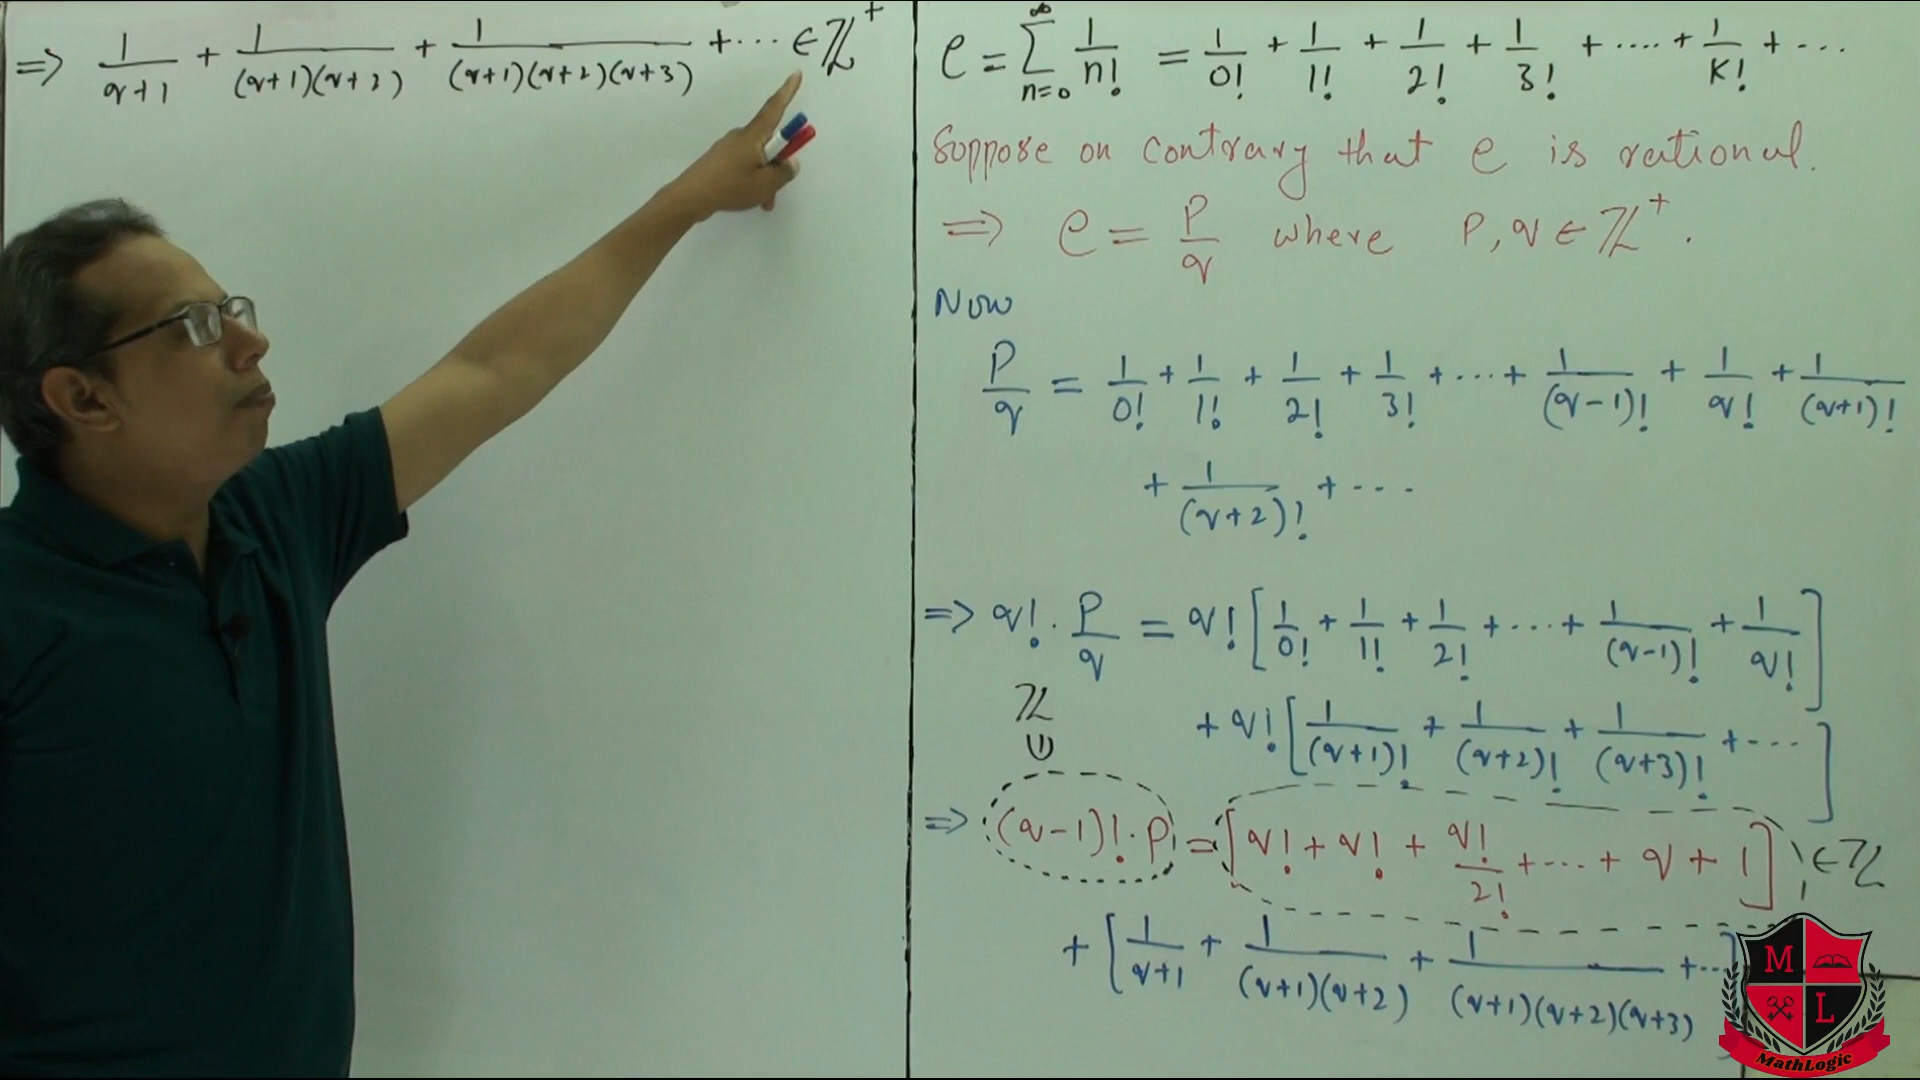 ⇒ 1/(q+1) + 1/((q+1)(q+2)) + 1/((q+1)(q+2)(q+3)) + ... ∈ ℤ⁺
e = ∑_{n=0}^{∞} 1/n! = 1/0! + 1/1! + 1/2! + 1/3! + .... + 1/K! + ...
Suppose on contrary that e is rational.
⇒ e = P/q where P, q ∈ ℤ⁺.
Now
P/q = 1/0! + 1/1! + 1/2! + 1/3! + ... + 1/(q-1)! + 1/q! + 1/(q+1)!
+ 1/(q+2)! + ...
⇒ q! · P/q = q! [1/0! + 1/1! + 1/2! + ... + 1/(q-1)! + 1/q!]
+ q! [1/(q+1)! + 1/(q+2)! + 1/(q+3)! + ...]
ℤ
⇒ (q-1)! · P = [q! + q! + q!/2! + ... + q + 1] ∈ ℤ
+ [1/(q+1) + 1/((q+1)(q+2)) + 1/((q+1)(q+2)(q+3)) + ...]
M
L
MathLogic